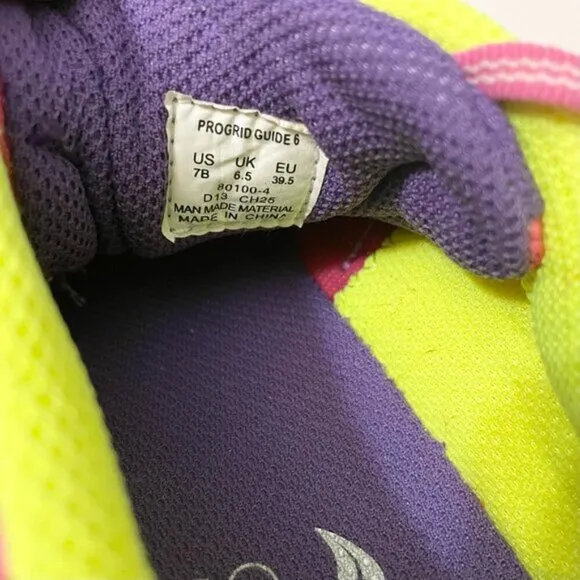 PROGRID GUIDE 6
US UK EU
7B 6.5 39.5
80100-4
D13 CH25
MAN MADE MATERIAL
MADE IN CHINA